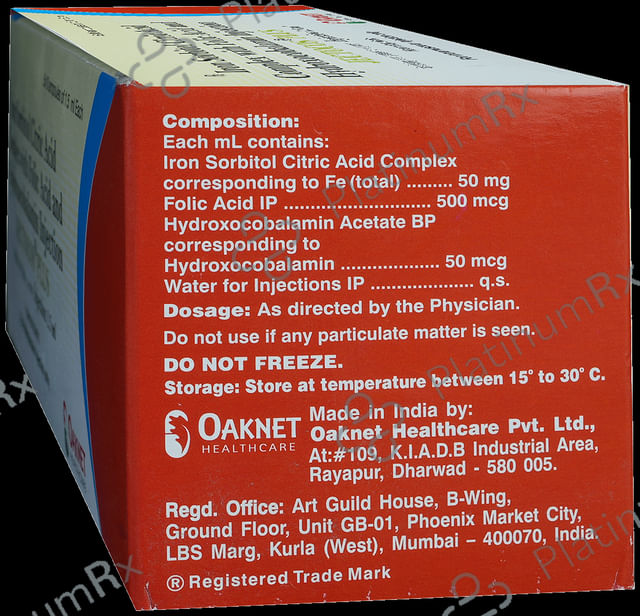 Composition:
Each mL contains:
Iron Sorbitol Citric Acid Complex
corresponding to Fe (total) ......... 50 mg
Folic Acid IP ............................. 500 mcg
Hydroxocobalamin Acetate BP
corresponding to
Hydroxocobalamin ................... 50 mcg
Water for Injections IP .................... q.s.
Dosage: As directed by the Physician.
Do not use if any particulate matter is seen.
DO NOT FREEZE.
Storage: Store at temperature between 15° to 30° C.
OAKNET
HEALTHCARE
Made in India by:
Oaknet Healthcare Pvt. Ltd.,
At:#109, K.I.A.D.B Industrial Area,
Rayapur, Dharwad - 580 005.
Regd. Office: Art Guild House, B-Wing,
Ground Floor, Unit GB-01, Phoenix Market City,
LBS Marg, Kurla (West), Mumbai – 400070, India.
® Registered Trade Mark
PlatinumRx